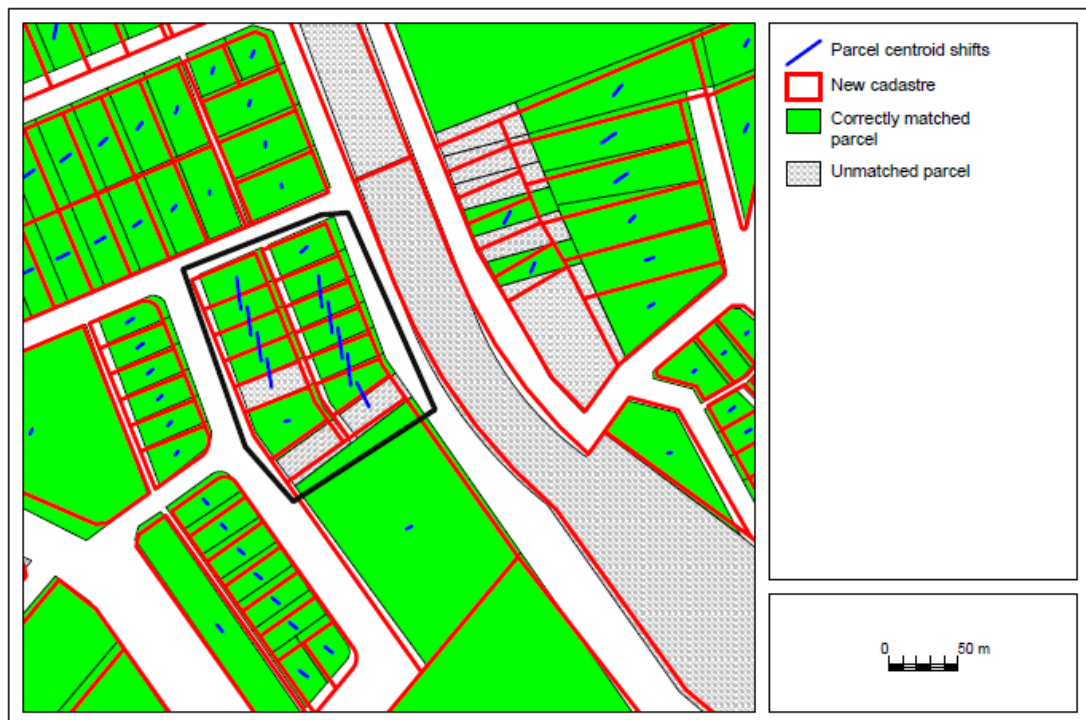 Parcel centroid shifts
New cadastre
Correctly matched
parcel
Unmatched parcel
0 50 m